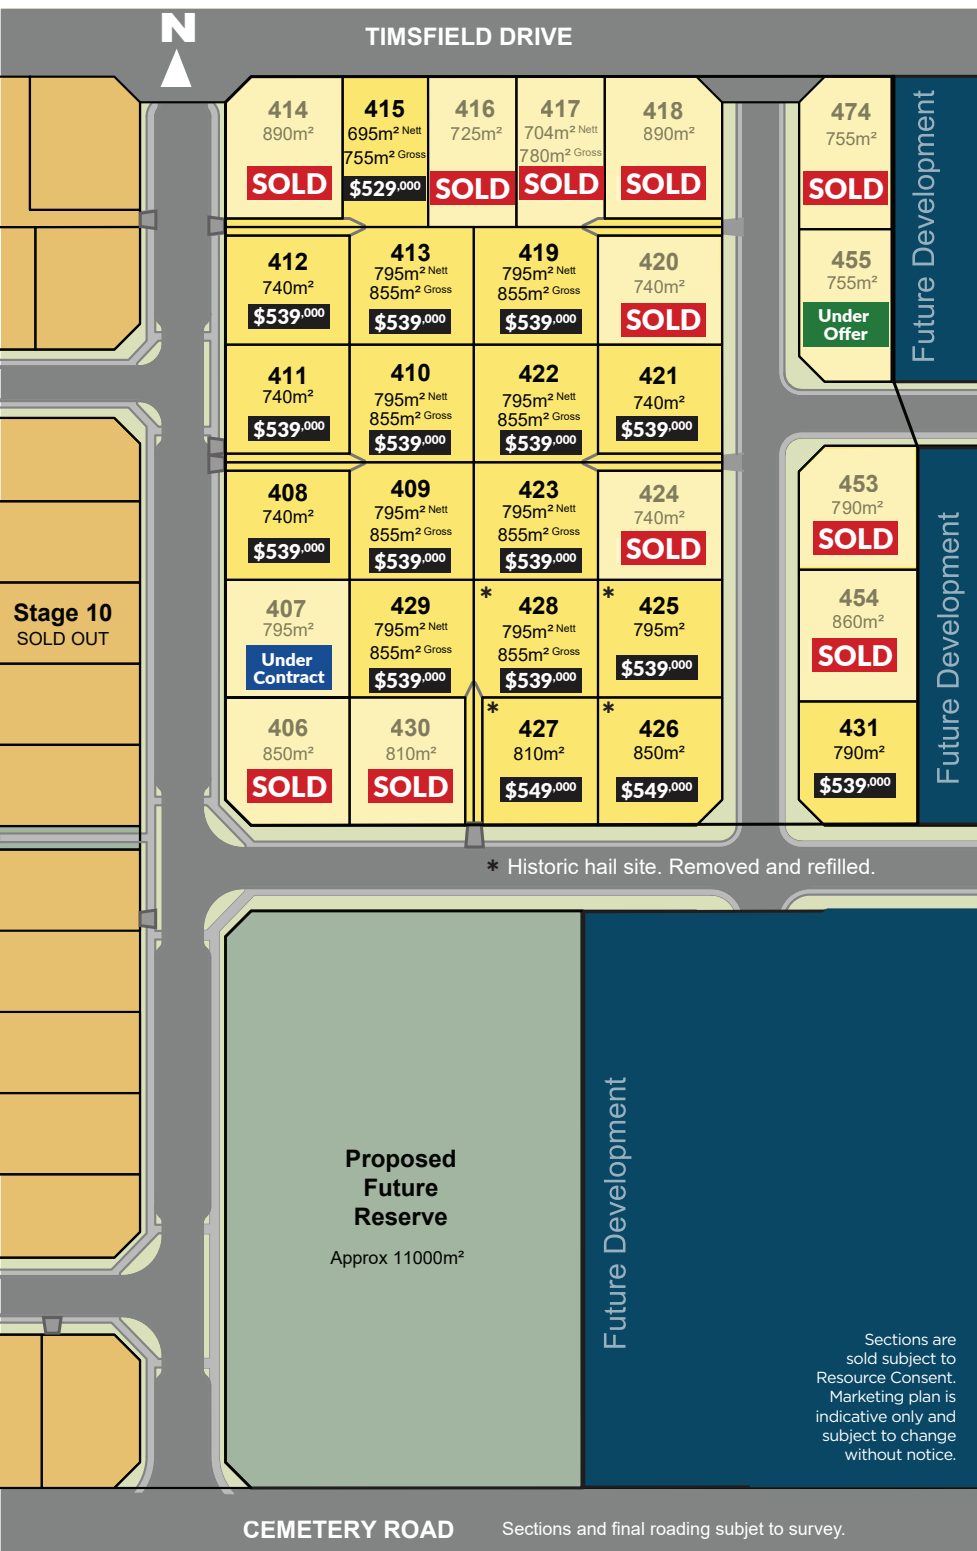 N
TIMSFIELD DRIVE
414
890m²
SOLD
415
695m² Nett
755m² Gross
$529,000
416
725m²
SOLD
417
704m² Nett
780m² Gross
SOLD
418
890m²
SOLD
474
755m²
SOLD
Future Development
412
740m²
$539,000
413
795m² Nett
855m² Gross
$539,000
419
795m² Nett
855m² Gross
$539,000
420
740m²
SOLD
455
755m²
Under
Offer
411
740m²
$539,000
410
795m² Nett
855m² Gross
$539,000
422
795m² Nett
855m² Gross
$539,000
421
740m²
$539,000
408
740m²
$539,000
409
795m² Nett
855m² Gross
$539,000
423
795m² Nett
855m² Gross
$539,000
424
740m²
SOLD
453
790m²
SOLD
Future Development
Stage 10
SOLD OUT
407
795m²
Under
Contract
429
795m² Nett
855m² Gross
$539,000
*
428
795m² Nett
855m² Gross
$539,000
*
425
795m²
$539,000
454
860m²
SOLD
406
850m²
SOLD
430
810m²
SOLD
*
427
810m²
$549,000
*
426
850m²
$549,000
431
790m²
$539,000
* Historic hail site. Removed and refilled.
Proposed
Future
Reserve
Approx 11000m²
Future Development
Sections are
sold subject to
Resource Consent.
Marketing plan is
indicative only and
subject to change
without notice.
CEMETERY ROAD
Sections and final roading subjet to survey.